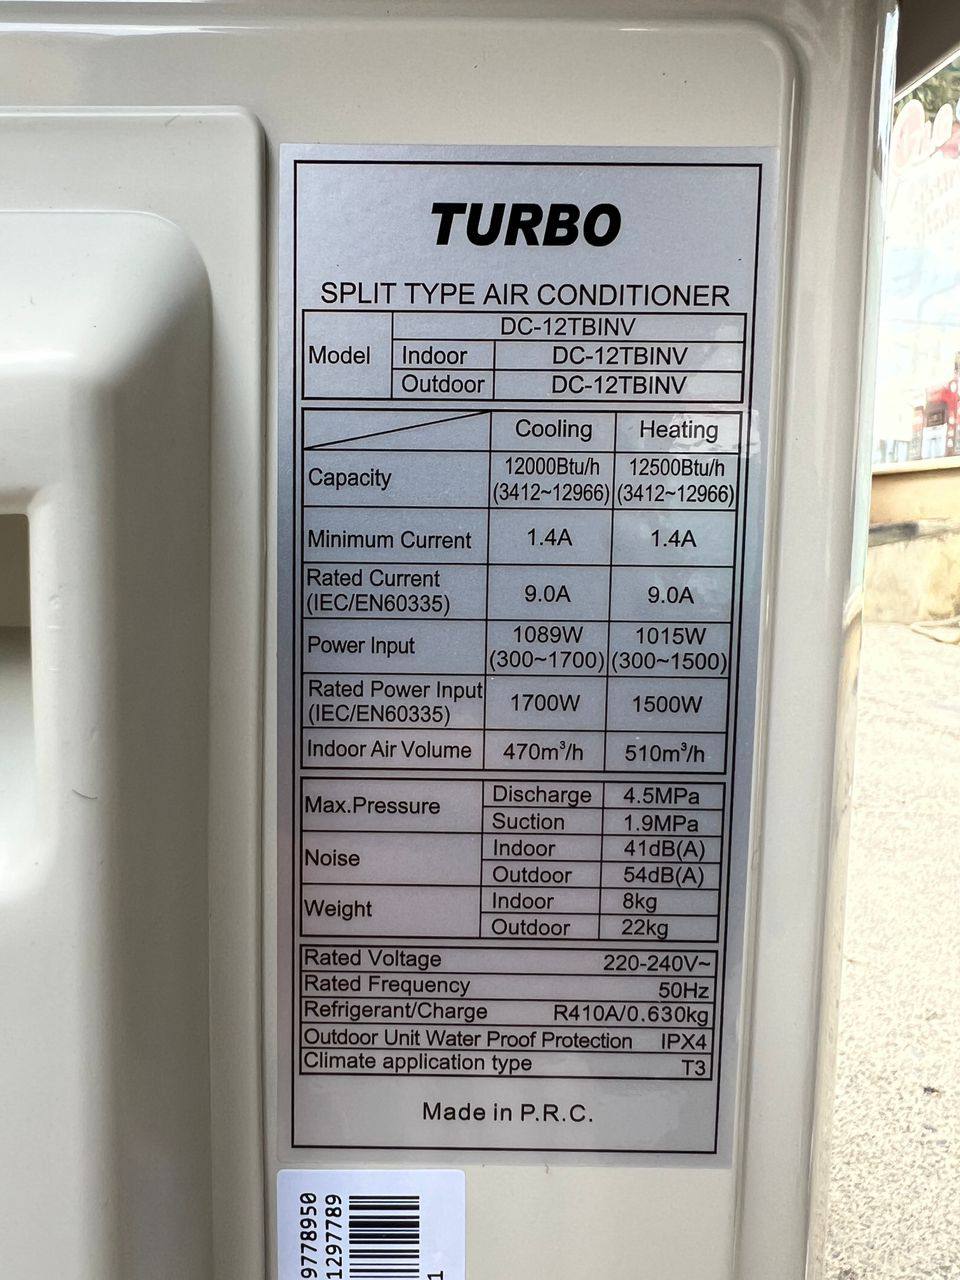 TURBO
SPLIT TYPE AIR CONDITIONER
Model DC-12TBINV
Indoor DC-12TBINV
Outdoor DC-12TBINV
Cooling Heating
Capacity 12000Btu/h (3412~12966) 12500Btu/h (3412~12966)
Minimum Current 1.4A 1.4A
Rated Current (IEC/EN60335) 9.0A 9.0A
Power Input 1089W (300~1700) 1015W (300~1500)
Rated Power Input (IEC/EN60335) 1700W 1500W
Indoor Air Volume 470m³/h 510m³/h
Max.Pressure Discharge 4.5MPa
Suction 1.9MPa
Noise Indoor 41dB(A)
Outdoor 54dB(A)
Weight Indoor 8kg
Outdoor 22kg
Rated Voltage 220-240V~
Rated Frequency 50Hz
Refrigerant/Charge R410A/0.630kg
Outdoor Unit Water Proof Protection IPX4
Climate application type T3
Made in P.R.C.
9778950
1297789
1